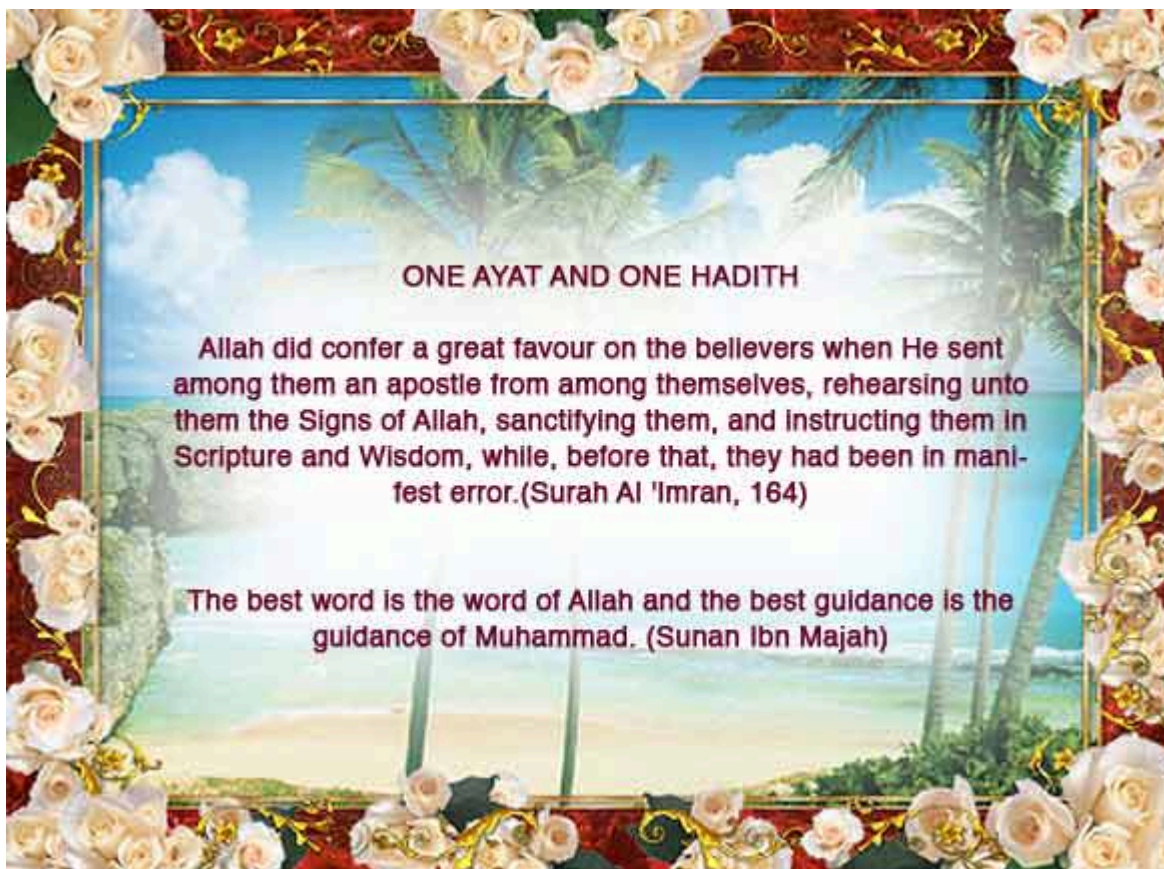 ONE AYAT AND ONE HADITH
Allah did confer a great favour on the believers when He sent
among them an apostle from among themselves, rehearsing unto
them the Signs of Allah, sanctifying them, and instructing them in
Scripture and Wisdom, while, before that, they had been in mani-
fest error.(Surah Al 'Imran, 164)
The best word is the word of Allah and the best guidance is the
guidance of Muhammad. (Sunan Ibn Majah)